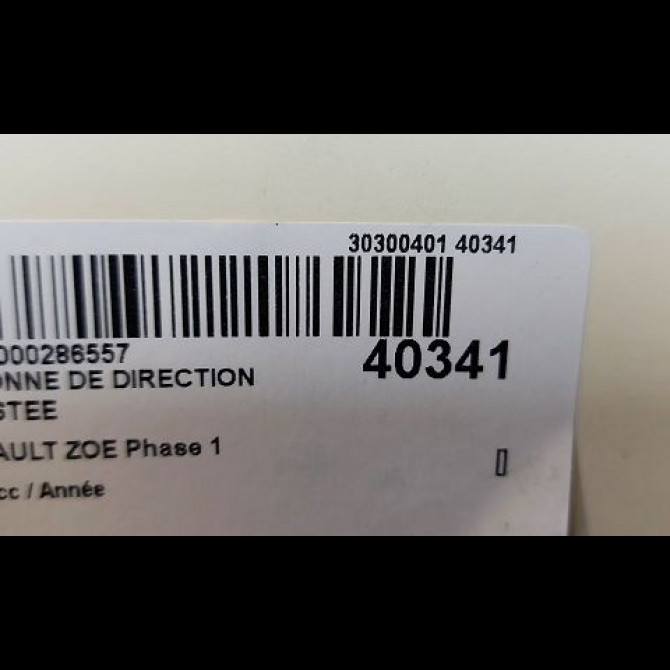 30300401 40341
000286557
40341
ONNE DE DIRECTION
STEE
AULT ZOE Phase 1
cc / Année